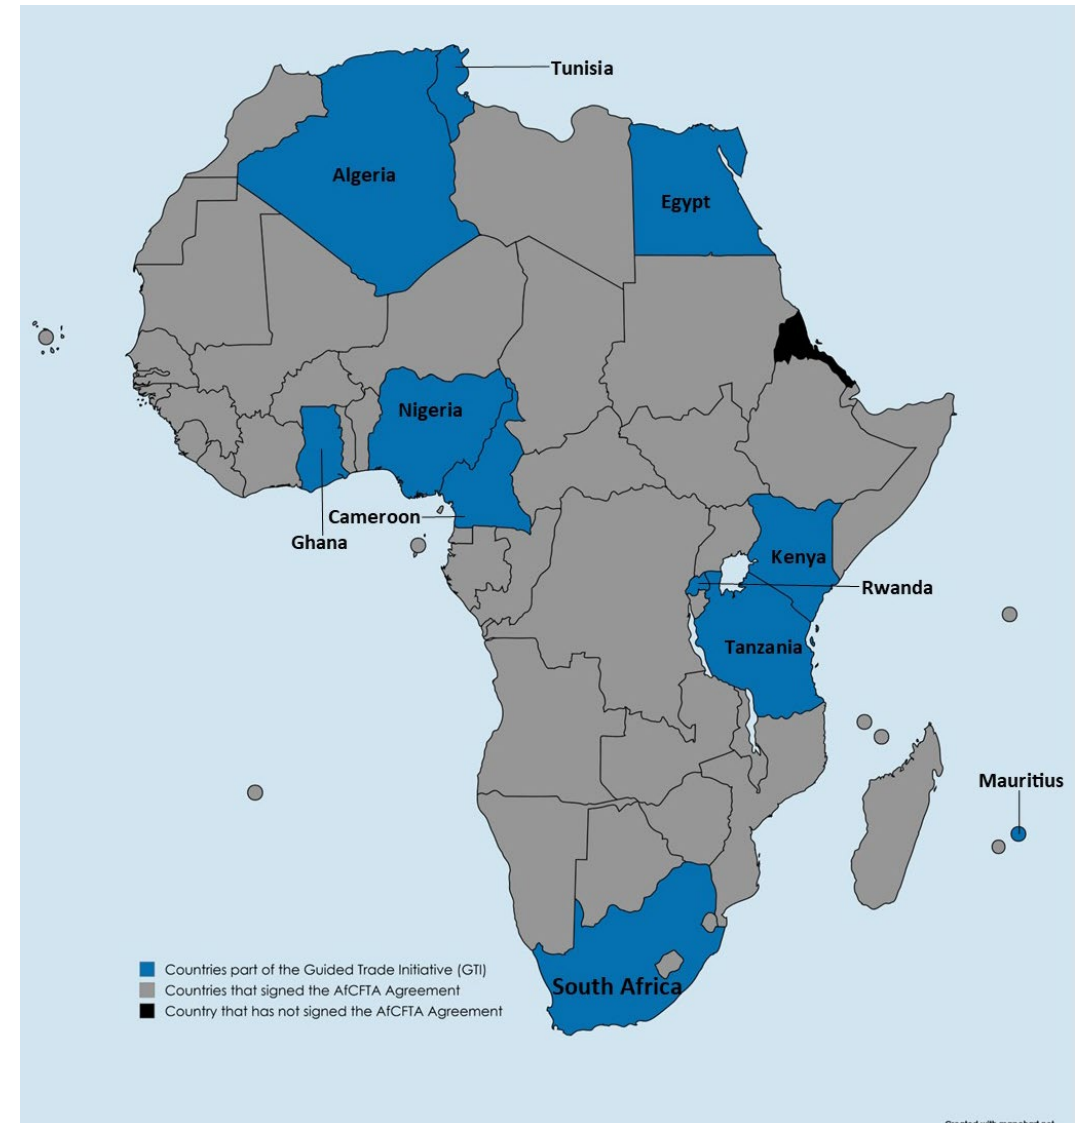 Tunisia
Algeria
Egypt
Nigeria
Cameroon
Ghana
Kenya
Rwanda
Tanzania
Mauritius
South Africa
Countries part of the Guided Trade Initiative (GTI)
Countries that signed the AfCFTA Agreement
Country that has not signed the AfCFTA Agreement